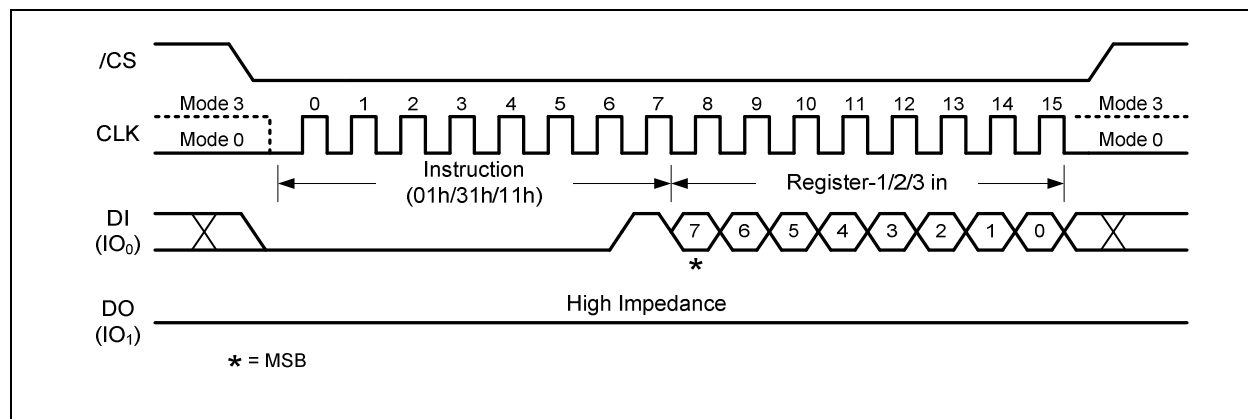 /CS
Mode 3 0 1 2 3 4 5 6 7 8 9 10 11 12 13 14 15 Mode 3
CLK Mode 0 Mode 0
Instruction
(01h/31h/11h)
Register-1/2/3 in
DI
(IO₀)
7 6 5 4 3 2 1 0
*
High Impedance
DO
(IO₁)
* = MSB